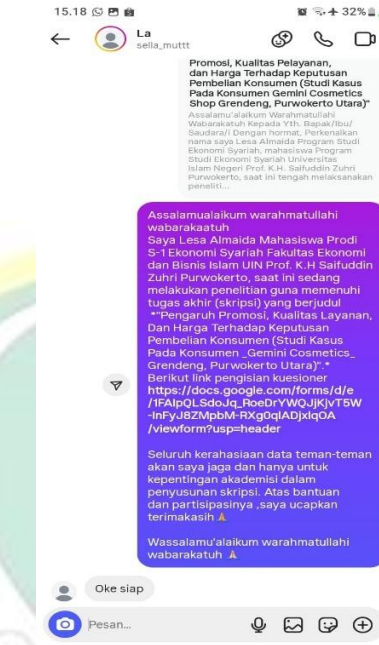 15.18 32%
La
sella_muttt
Promosi, Kualitas Pelayanan,
dan Harga Terhadap Keputusan
Pembelian Konsumen (Studi Kasus
Pada Konsumen Gemini Cosmetics
Shop Grendeng, Purwokerto Utara)"
Assalamu'alaikum Warahmatullahi
Wabarakatuh Kepada Yth. Bapak/Ibu/
Saudara/i Dengan hormat, Perkenalkan
nama saya Lesa Almaida Program Studi
Ekonomi Syariah, mahasiswa Program
Studi Ekonomi Syariah Universitas
Islam Negeri Prof. K.H. Saifuddin Zuhri
Purwokerto, saat ini tengah melaksanakan
peneliti...
Assalamualaikum warahmatullahi
wabarakaatuh
Saya Lesa Almaida Mahasiswa Prodi
S-1 Ekonomi Syariah Fakultas Ekonomi
dan Bisnis Islam UIN Prof. K.H Saifuddin
Zuhri Purwokerto, saat ini sedang
melakukan penelitian guna memenuhi
tugas akhir (skripsi) yang berjudul
*"Pengaruh Promosi, Kualitas Layanan,
Dan Harga Terhadap Keputusan
Pembelian Konsumen (Studi Kasus
Pada Konsumen _Gemini Cosmetics_
Grendeng, Purwokerto Utara)".*
Berikut link pengisian kuesioner
https://docs.google.com/forms/d/e
/1FAIpQLSdoJq_RoeDrYWQJjKjvT5W
-InFyJ8ZMpbM-RXg0qlADjxlqOA
/viewform?usp=header
Seluruh kerahasiaan data teman-teman
akan saya jaga dan hanya untuk
kepentingan akademisi dalam
penyusunan skripsi. Atas bantuan
dan partisipasinya ,saya ucapkan
terimakasih 🙏
Wassalamu'alaikum warahmatullahi
wabarakatuh 🙏
Oke siap
Pesan...